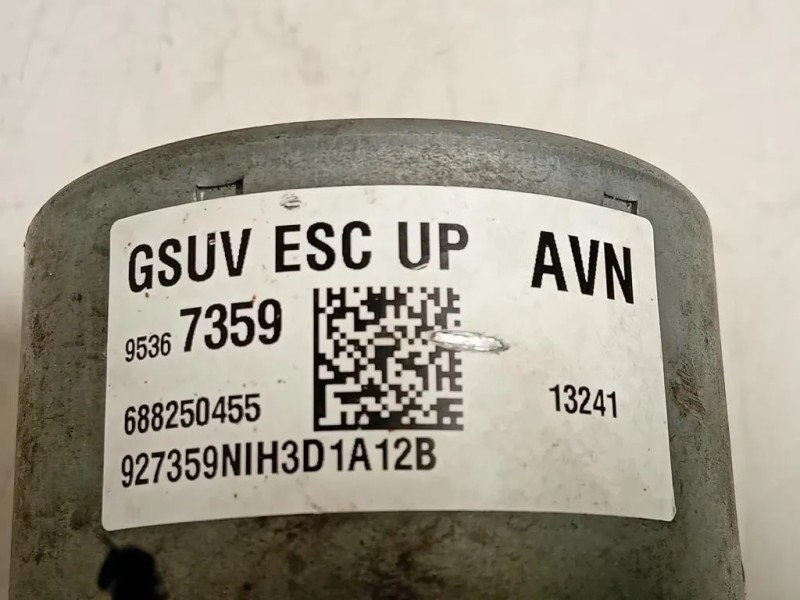 GSUV ESC UP AVN
9536 7359
688250455 13241
927359NIH3D1A12B